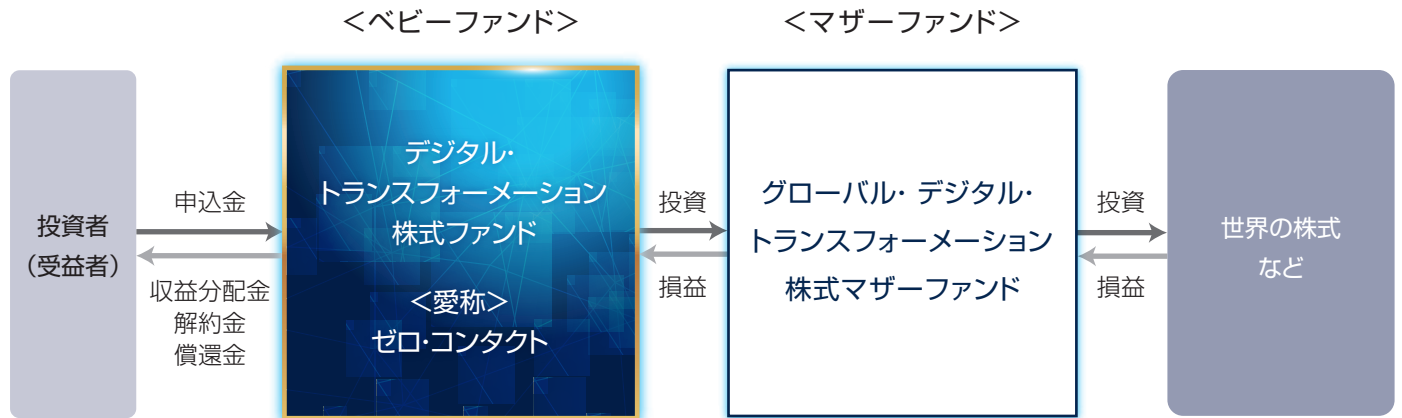 ＜ベビーファンド＞
＜マザーファンド＞
投資者
（受益者）
申込金
収益分配金
解約金
償還金
デジタル・
トランスフォーメーション
株式ファンド
＜愛称＞
ゼロ・コンタクト
投資
損益
グローバル・ デジタル・
トランスフォーメーション
株式マザーファンド
投資
損益
世界の株式
など